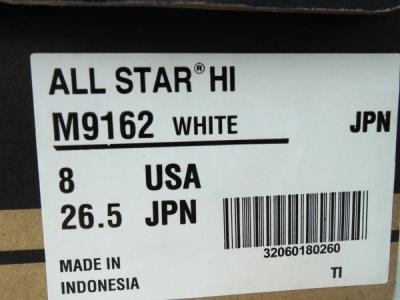 ALL STAR® HI
M9162 WHITE JPN
8 USA
26.5 JPN
32060180260
MADE IN
INDONESIA
TI